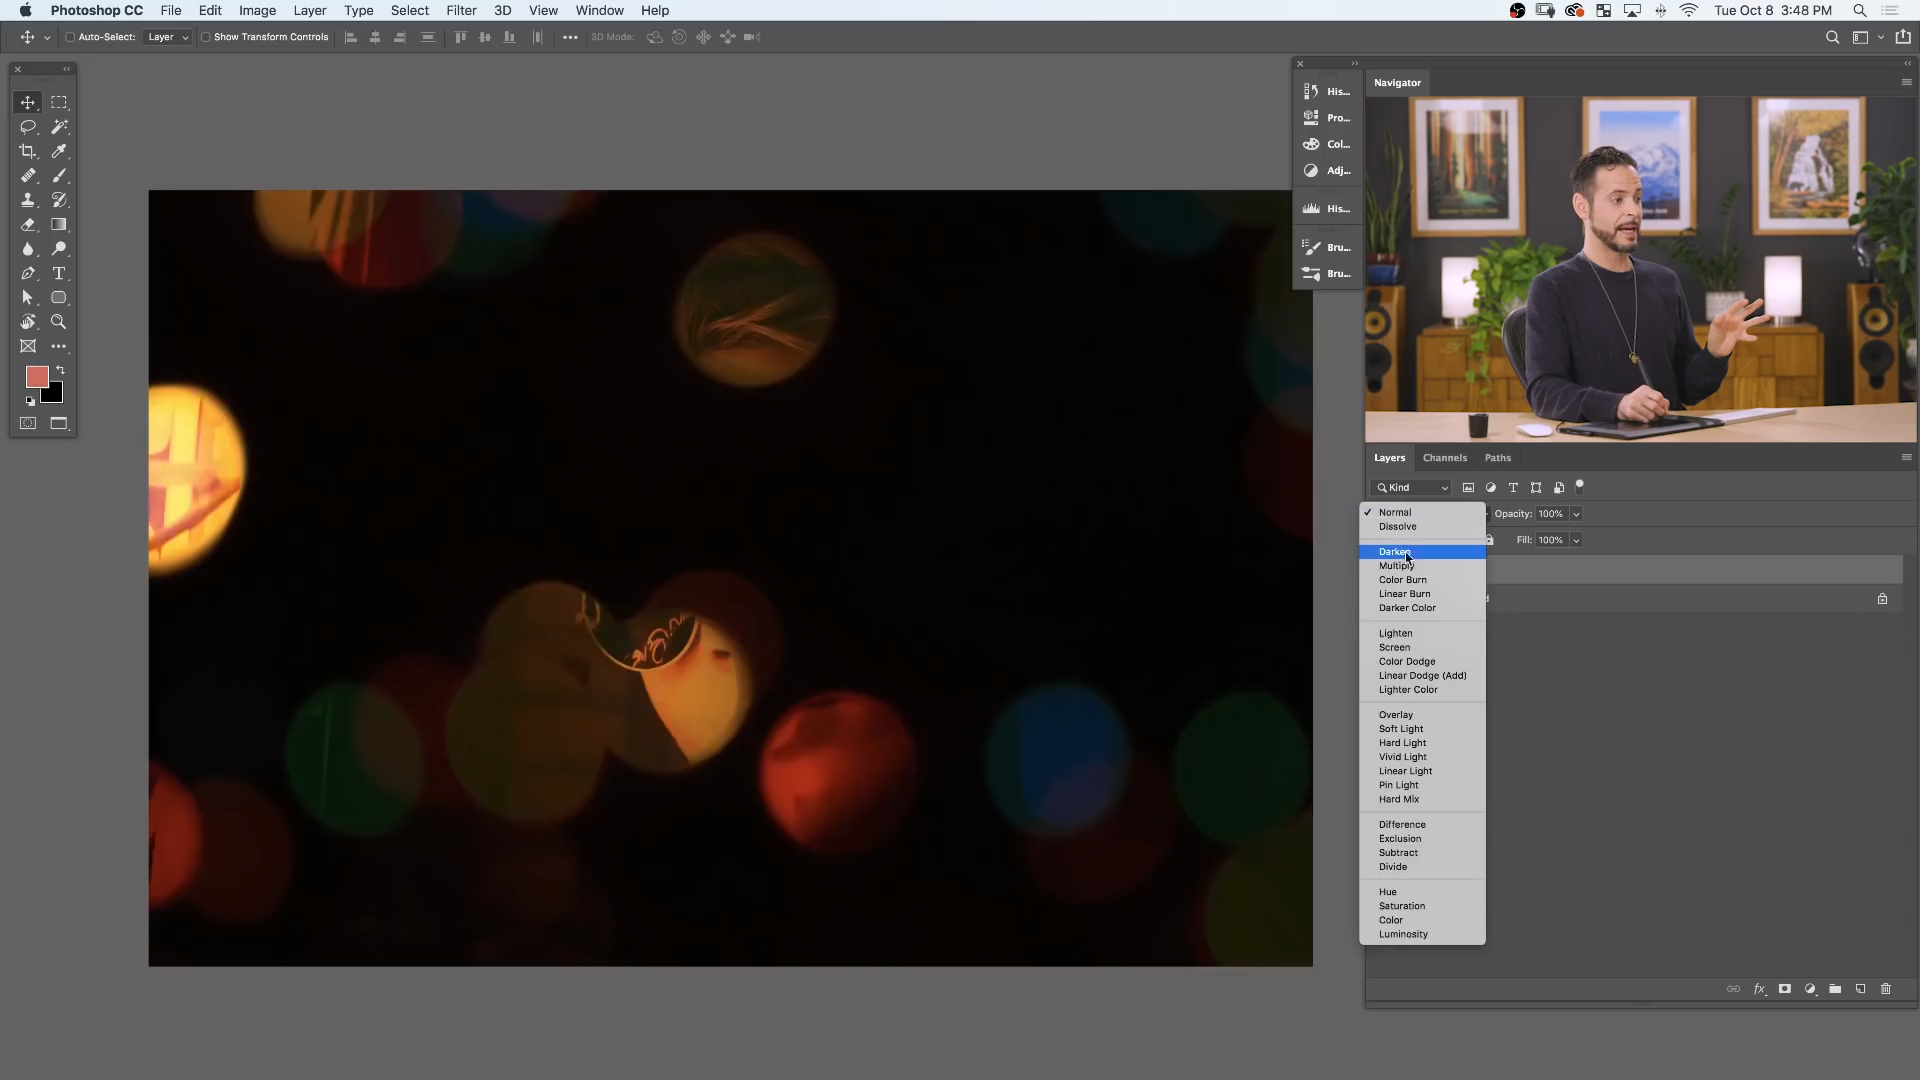 Photoshop CC File Edit Image Layer Type Select Filter 3D View Window Help Tue Oct 8 3:48 PM
Auto-Select: Layer Show Transform Controls 3D Mode:
Navigator
His...
Pro...
Col...
Adj...
His...
Bru...
Bru...
Layers Channels Paths
Kind
Normal
Opacity: 100%
Dissolve
Fill: 100%
Darken
Multiply
Color Burn
Linear Burn
Darker Color
Lighten
Screen
Color Dodge
Linear Dodge (Add)
Lighter Color
Overlay
Soft Light
Hard Light
Vivid Light
Linear Light
Pin Light
Hard Mix
Difference
Exclusion
Subtract
Divide
Hue
Saturation
Color
Luminosity
fx